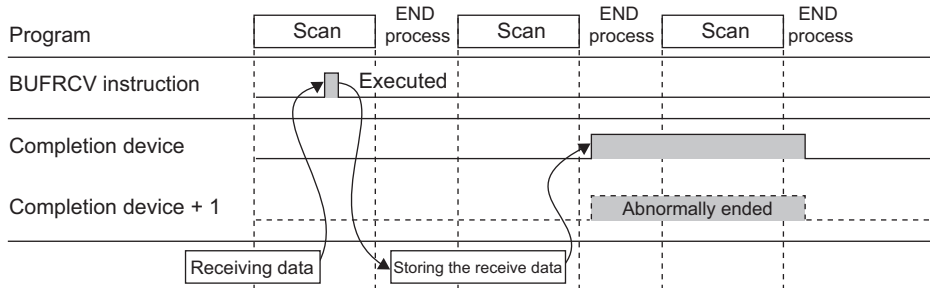 Program
Scan
END
process
Scan
END
process
Scan
END
process
BUFRCV instruction
Executed
Completion device
Completion device + 1
Abnormally ended
Receiving data
Storing the receive data